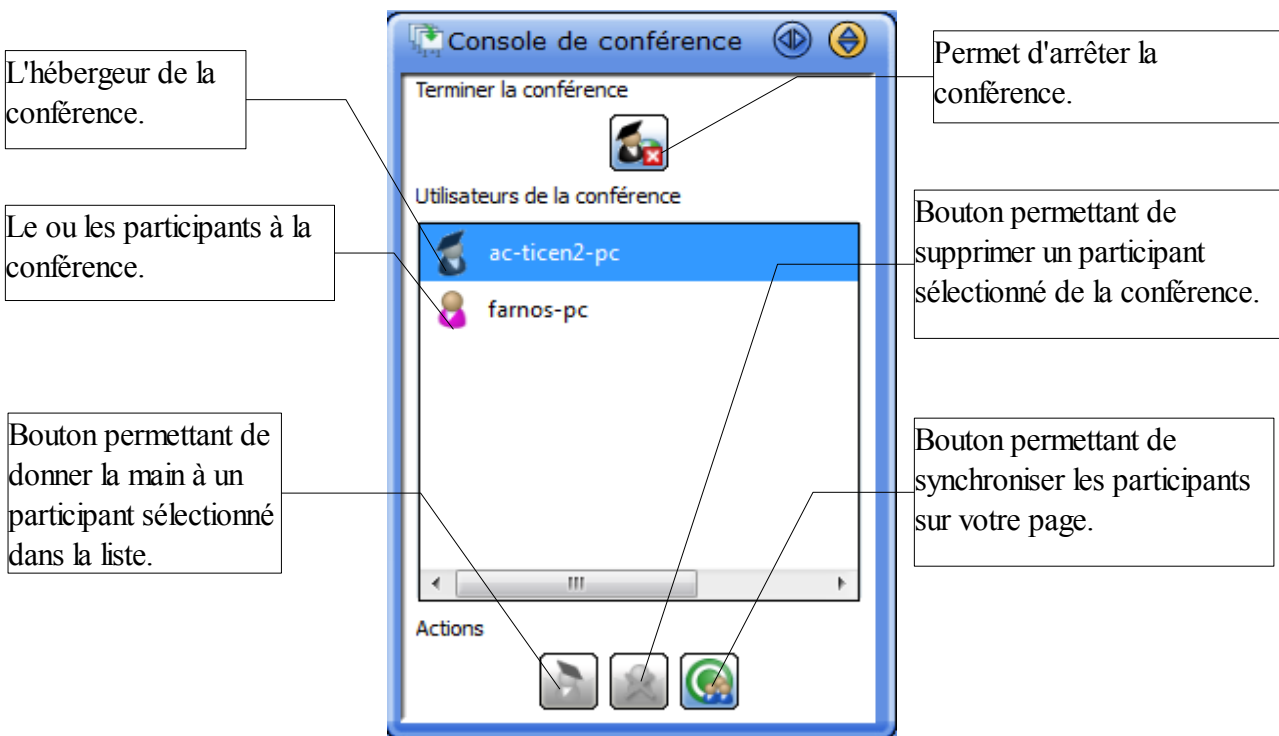 Console de conférence
L'hébergeur de la
conférence.
Permet d'arrêter la
conférence.
Terminer la conférence
Utilisateurs de la conférence
Le ou les participants à la
conférence.
Bouton permettant de
supprimer un participant
sélectionné de la conférence.
ac-ticen2-pc
farnos-pc
Bouton permettant de
donner la main à un
participant sélectionné
dans la liste.
Bouton permettant de
synchroniser les participants
sur votre page.
Actions